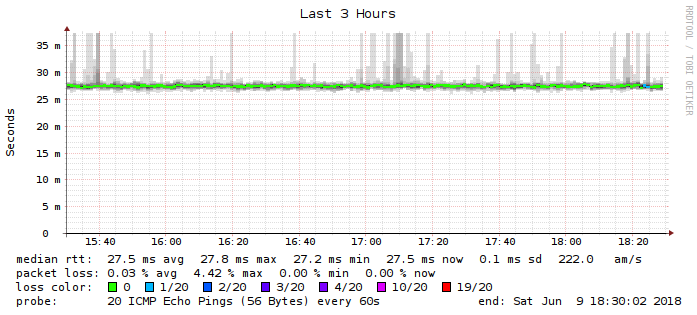 Last 3 Hours
RRDTOOL / TOBI OETIKER
Seconds
35 m
30 m
25 m
20 m
15 m
10 m
5 m
0
15:40 16:00 16:20 16:40 17:00 17:20 17:40 18:00 18:20
median rtt: 27.5 ms avg 27.8 ms max 27.2 ms min 27.5 ms now 0.1 ms sd 222.0 am/s
packet loss: 0.03 % avg 4.42 % max 0.00 % min 0.00 % now
loss color: 0 1/20 2/20 3/20 4/20 10/20 19/20
probe: 20 ICMP Echo Pings (56 Bytes) every 60s end: Sat Jun 9 18:30:02 2018